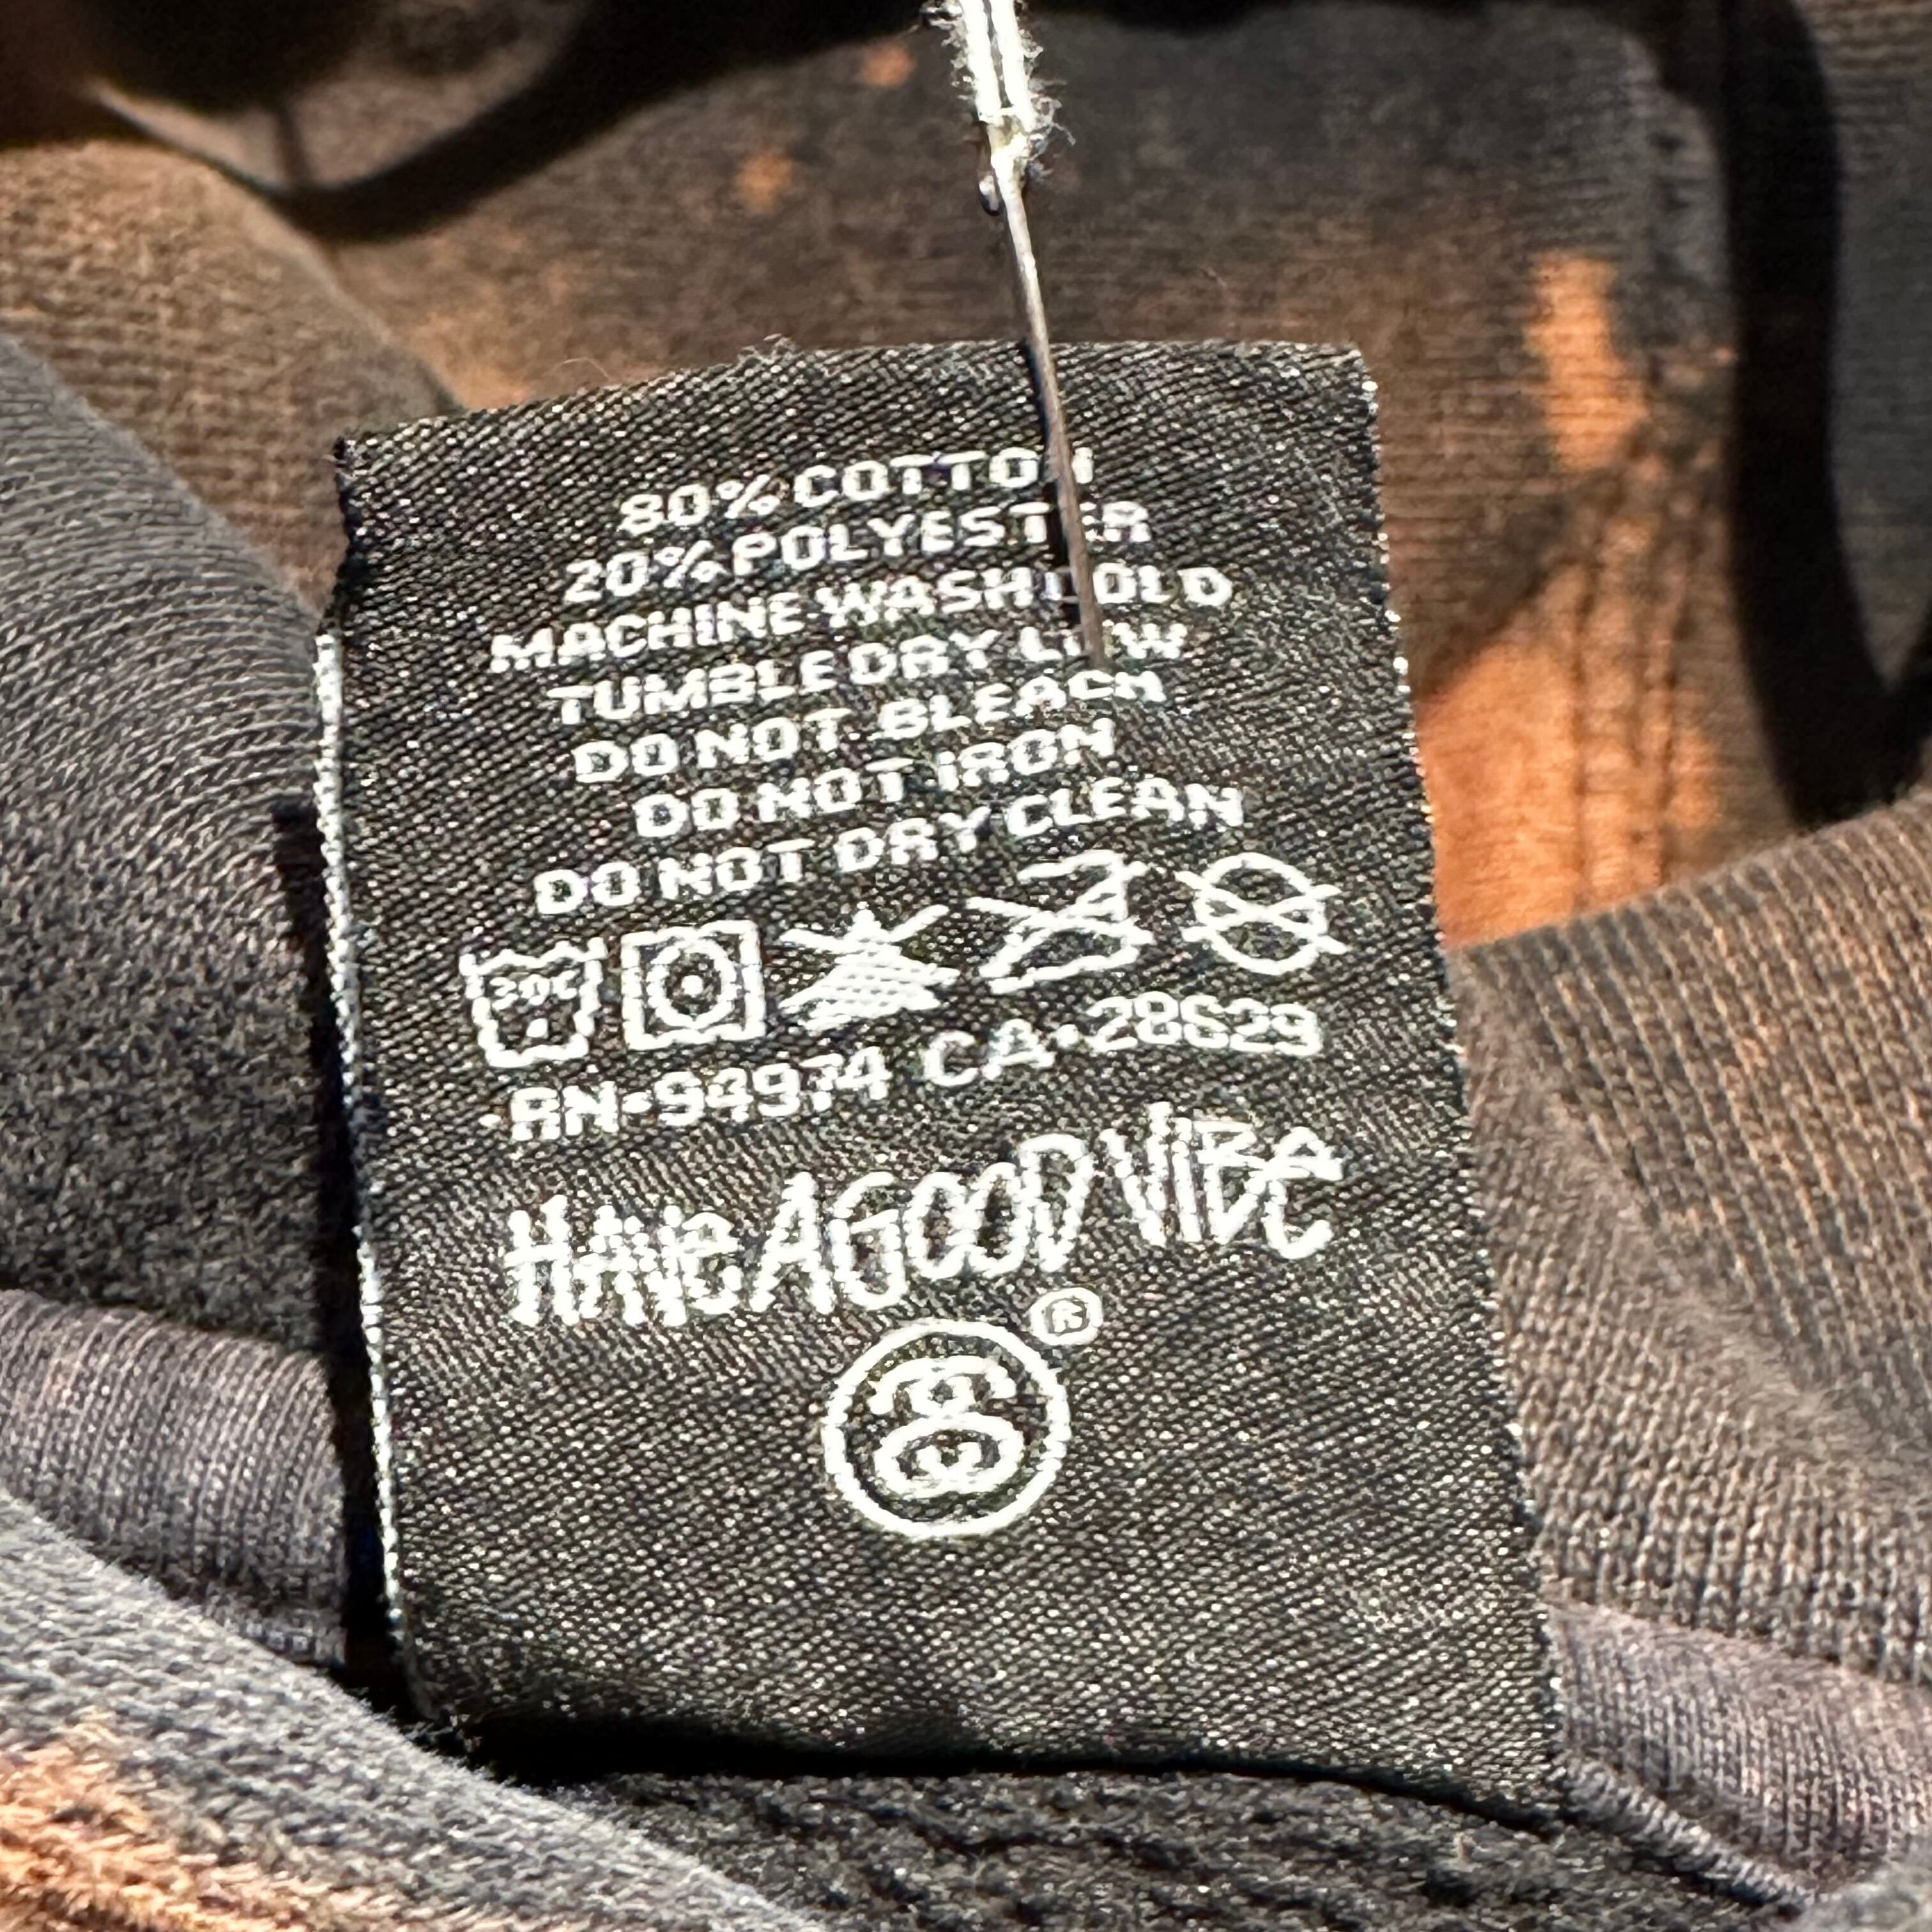 80% COTTON
20% POLYESTER
MACHINE WASH COLD
TUMBLE DRY LOW
DO NOT BLEACH
DO NOT IRON
DO NOT DRY CLEAN
30C
RN-94974 CA-28629
HAVE A GOOD VIBE
®